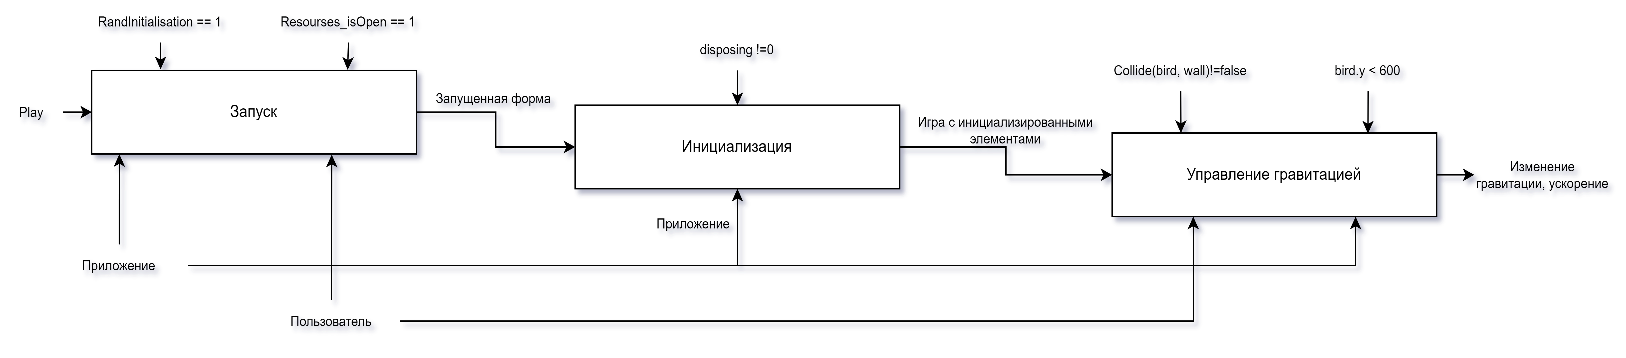 RandInitialisation == 1
Resourses_isOpen == 1
disposing !=0
Collide(bird, wall)!=false
bird.y < 600
Play
Запуск
Запущенная форма
Инициализация
Игра с инициализированными
элементами
Управление гравитацией
Изменение
гравитации, ускорение
Приложение
Приложение
Пользователь